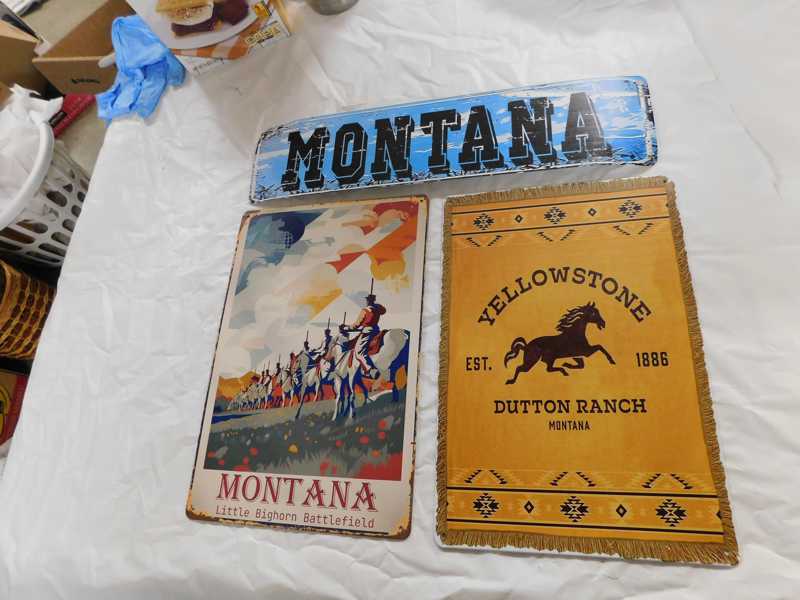 MONTANA
MONTANA
Little Bighorn Battlefield
YELLOWSTONE
EST. 1886
DUTTON RANCH
MONTANA